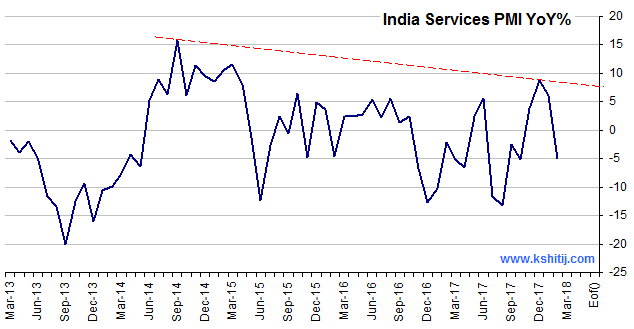 India Services PMI YoY%
20
15
10
5
0
-5
-10
-15
-20
-25
www.kshitij.com
Mar-13
Jun-13
Sep-13
Dec-13
Mar-14
Jun-14
Sep-14
Dec-14
Mar-15
Jun-15
Sep-15
Dec-15
Mar-16
Jun-16
Sep-16
Dec-16
Mar-17
Jun-17
Sep-17
Dec-17
Mar-18
Eof()